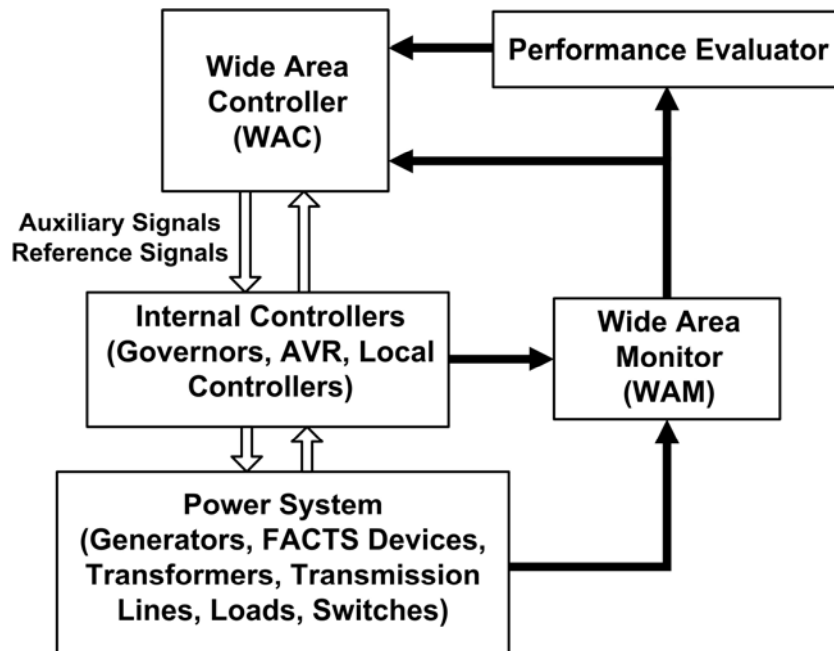 Wide Area
Controller
(WAC)
Performance Evaluator
Auxiliary Signals
Reference Signals
Internal Controllers
(Governors, AVR, Local
Controllers)
Wide Area
Monitor
(WAM)
Power System
(Generators, FACTS Devices,
Transformers, Transmission
Lines, Loads, Switches)